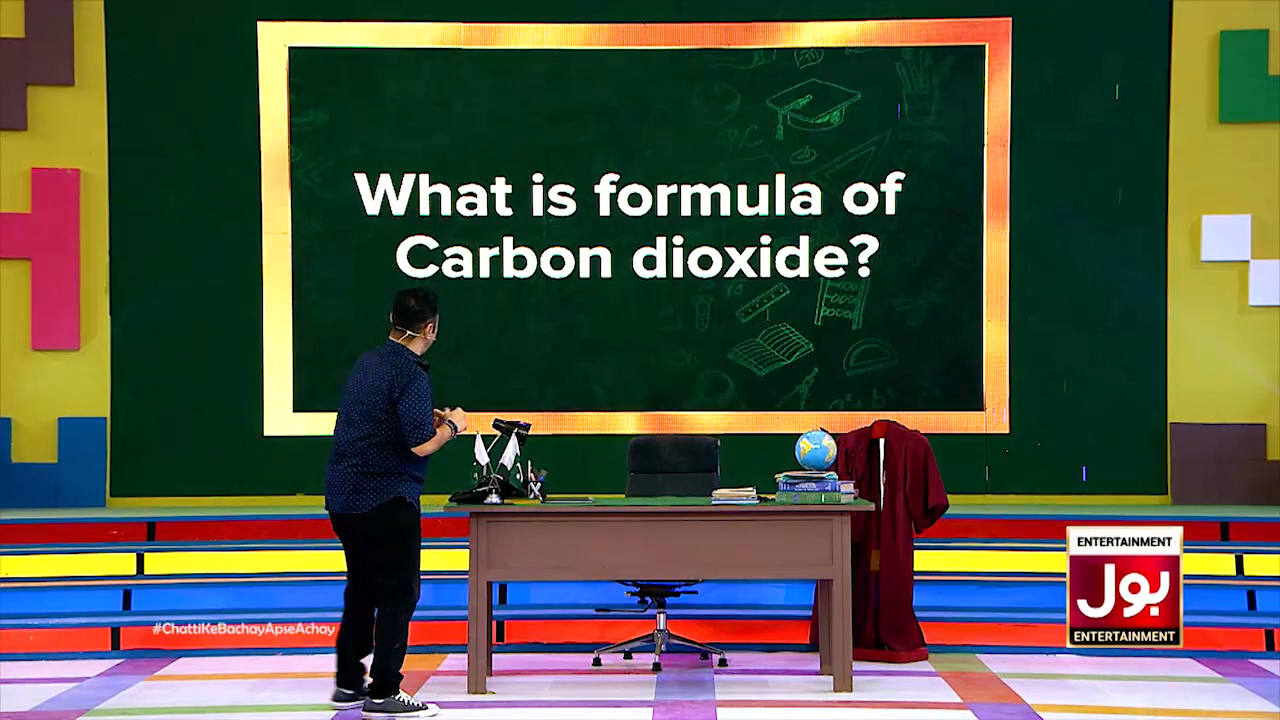 What is formula of
Carbon dioxide?
ENTERTAINMENT
بول
ENTERTAINMENT
#ChattiKeBachayApseAchay